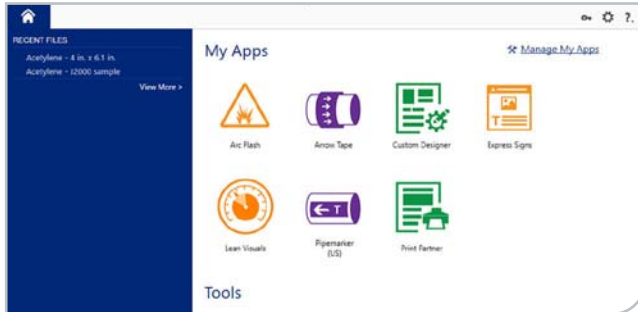 RECENT FILES
Acetylene - 4 in. x 6.1 in.
Acetylene - J2000 sample
View More >
My Apps
Manage My Apps
Arc Flash
Arrow Tape
Custom Designer
Express Signs
T
Lean Visuals
T
Pipemarker
(US)
Print Partner
Tools
?